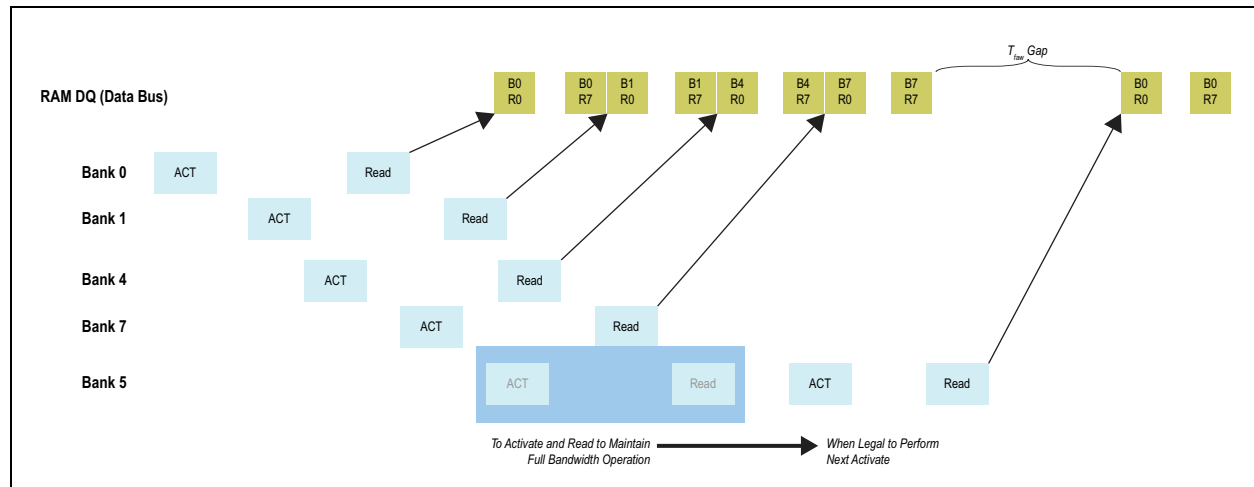 T_faw Gap
RAM DQ (Data Bus)
B0 R0
B0 R7
B1 R0
B1 R7
B4 R0
B4 R7
B7 R0
B7 R7
B0 R0
B0 R7
Bank 0
ACT
Read
Bank 1
ACT
Read
Bank 4
ACT
Read
Bank 7
ACT
Read
Bank 5
ACT
Read
ACT
Read
To Activate and Read to Maintain
Full Bandwidth Operation
When Legal to Perform
Next Activate